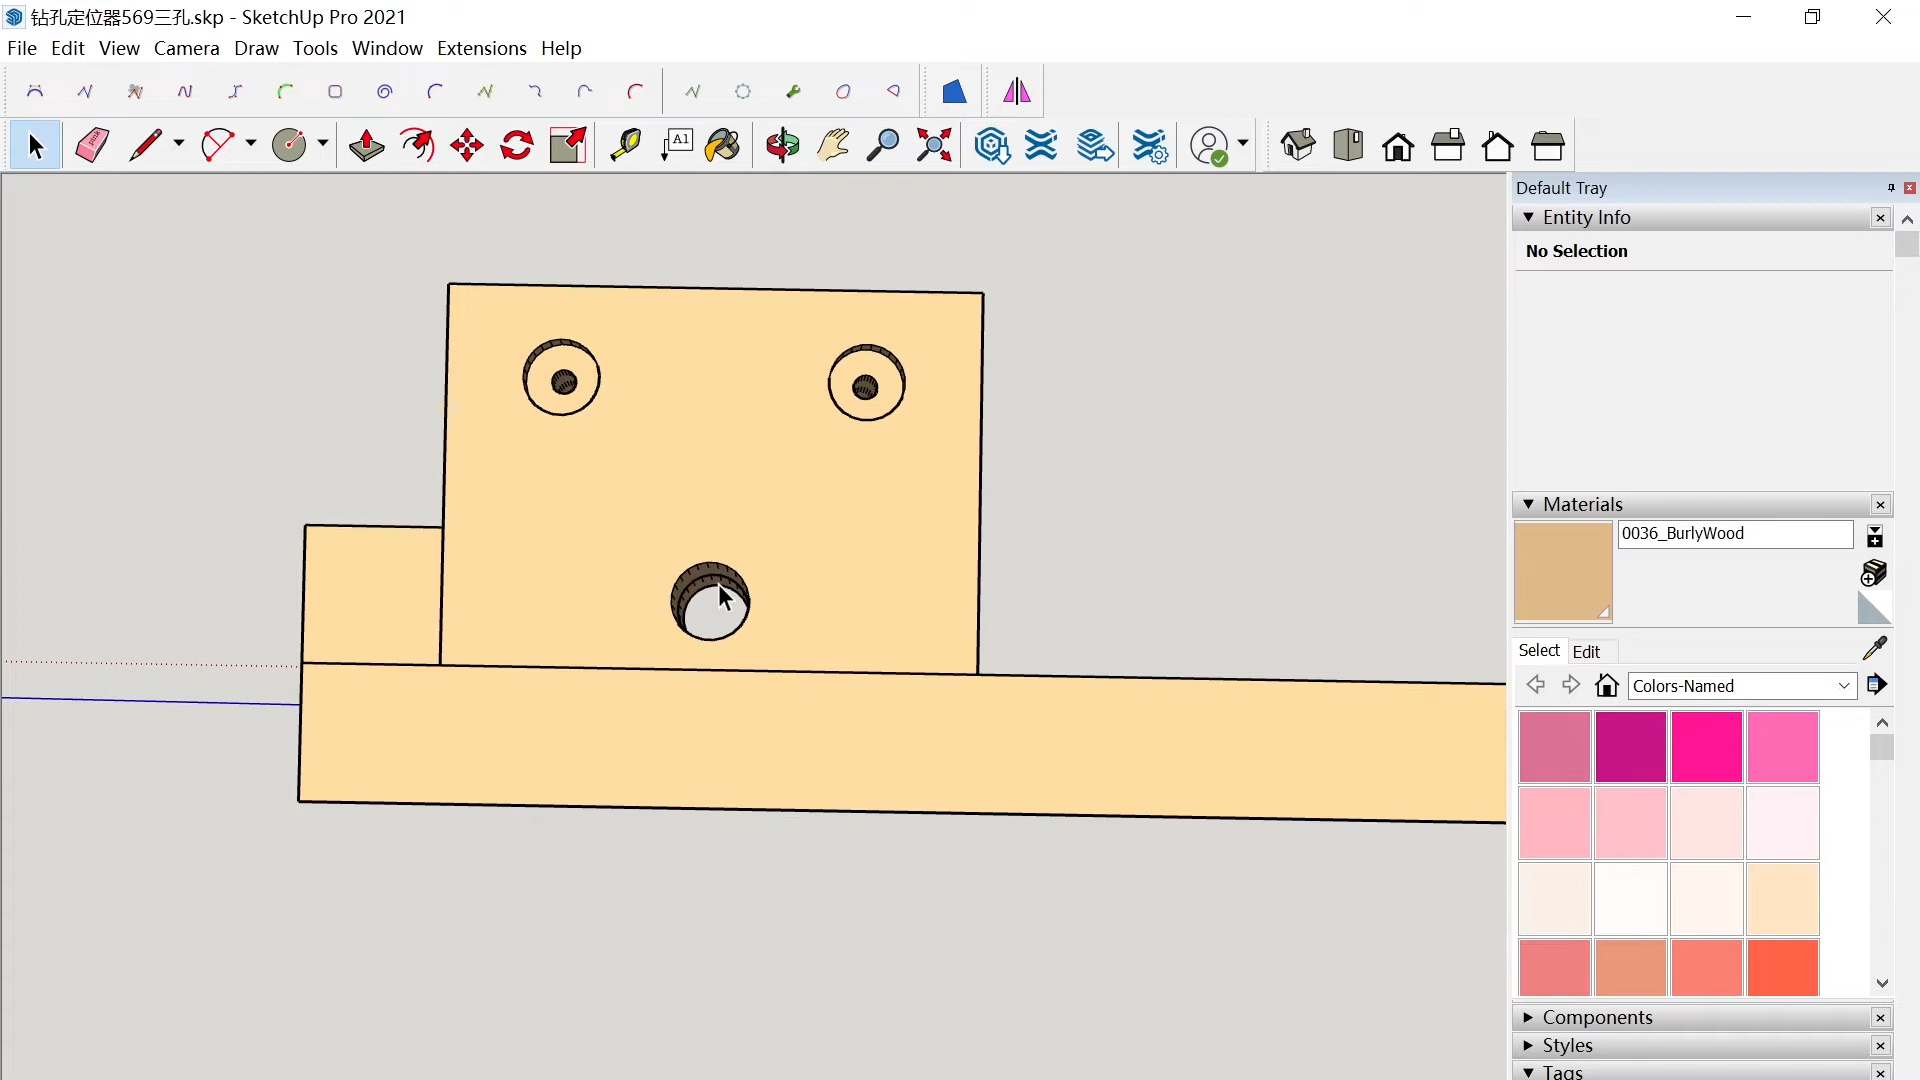 钻孔定位器569三孔.skp - SketchUp Pro 2021
File Edit View Camera Draw Tools Window Extensions Help
A1
Default Tray
Entity Info
No Selection
Materials
0036_BurlyWood
Select Edit
Colors-Named
Components
Styles
Tags